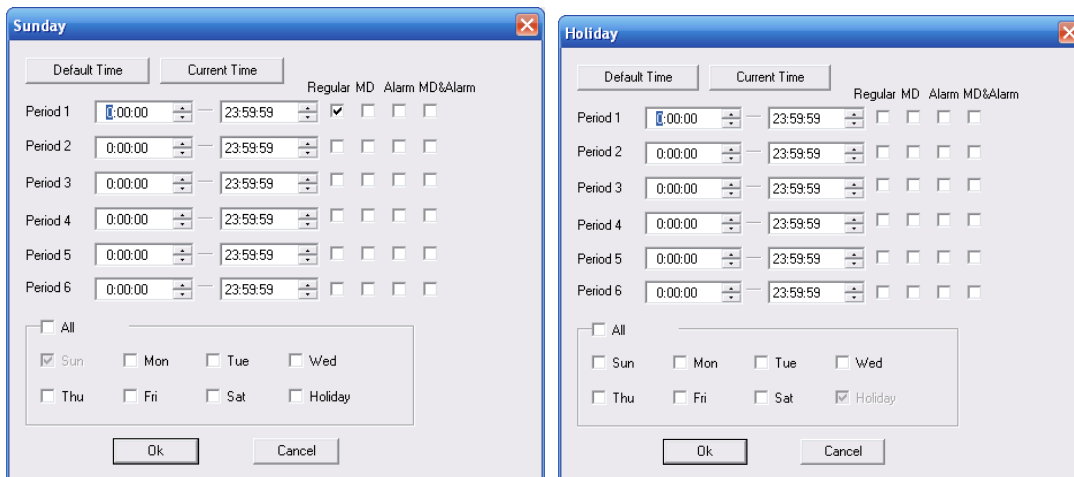 Sunday
Default Time Current Time
Regular MD Alarm MD&Alarm
Period 1 0:00:00 23:59:59
Period 2 0:00:00 23:59:59
Period 3 0:00:00 23:59:59
Period 4 0:00:00 23:59:59
Period 5 0:00:00 23:59:59
Period 6 0:00:00 23:59:59
All
Sun Mon Tue Wed
Thu Fri Sat Holiday
Ok Cancel
Holiday
Default Time Current Time
Regular MD Alarm MD&Alarm
Period 1 0:00:00 23:59:59
Period 2 0:00:00 23:59:59
Period 3 0:00:00 23:59:59
Period 4 0:00:00 23:59:59
Period 5 0:00:00 23:59:59
Period 6 0:00:00 23:59:59
All
Sun Mon Tue Wed
Thu Fri Sat Holiday
Ok Cancel